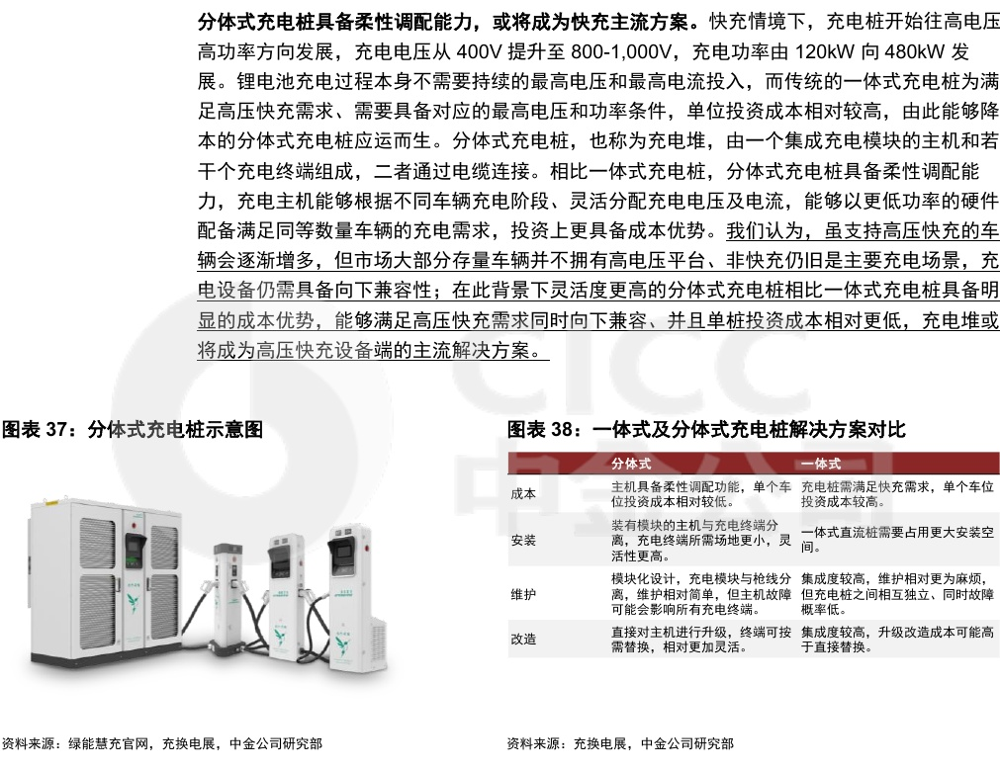 分体式充电桩具备柔性调配能力，或将成为快充主流方案。快充情境下，充电桩开始往高电压
高功率方向发展，充电电压从 400V 提升至 800-1,000V，充电功率由 120kW 向 480kW 发
展。锂电池充电过程本身不需要持续的最高电压和最高电流投入，而传统的一体式充电桩为满
足高压快充需求、需要具备对应的最高电压和功率条件，单位投资成本相对较高，由此能够降
本的分体式充电桩应运而生。分体式充电桩，也称为充电堆，由一个集成充电模块的主机和若
干个充电终端组成，二者通过电缆连接。相比一体式充电桩，分体式充电桩具备柔性调配能
力，充电主机能够根据不同车辆充电阶段、灵活分配充电电压及电流，能够以更低功率的硬件
配备满足同等数量车辆的充电需求，投资上更具备成本优势。我们认为，虽支持高压快充的车
辆会逐渐增多，但市场大部分存量车辆并不拥有高电压平台、非快充仍旧是主要充电场景，充
电设备仍需具备向下兼容性；在此背景下灵活度更高的分体式充电桩相比一体式充电桩具备明
显的成本优势，能够满足高压快充需求同时向下兼容、并且单桩投资成本相对更低，充电堆或
将成为高压快充设备端的主流解决方案。
CICC
中金公司
图表 37：分体式充电桩示意图
资料来源：绿能慧充官网，充换电展，中金公司研究部
图表 38：一体式及分体式充电桩解决方案对比
分体式 一体式
成本
主机具备柔性调配功能，单个车
位投资成本相对较低。
充电桩需满足快充需求，单个车位
投资成本较高。
安装
装有模块的主机与充电终端分
离，充电终端所需场地更小，灵
活性更高。
一体式直流桩需要占用更大安装空
间。
维护
模块化设计，充电模块与枪线分
离，维护相对简单，但主机故障
可能会影响所有充电终端。
集成度较高，维护相对更为麻烦，
但充电桩之间相互独立、同时故障
概率低。
改造
直接对主机进行升级，终端可按
需替换，相对更加灵活。
集成度较高，升级改造成本可能高
于直接替换。
资料来源：充换电展，中金公司研究部